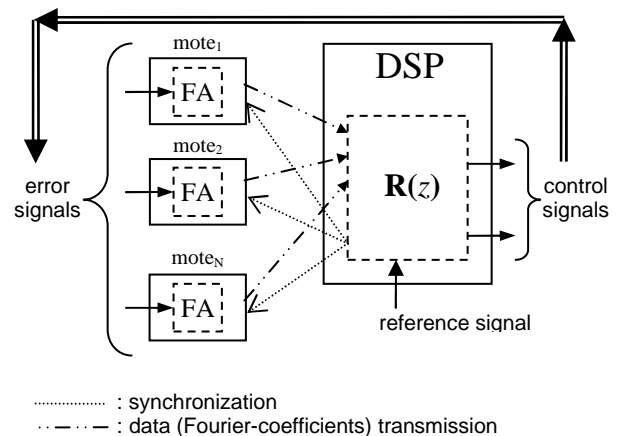 mote1
FA
mote2
FA
moteN
FA
DSP
R(z)
error
signals
control
signals
reference signal
: synchronization
: data (Fourier-coefficients) transmission